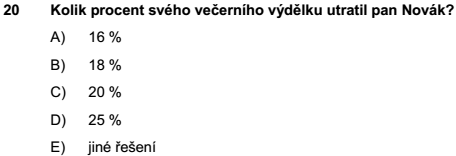 20 Kolik procent svého večerního výdělku utratil pan Novák?
A) 16 %
B) 18 %
C) 20 %
D) 25 %
E) jiné řešení